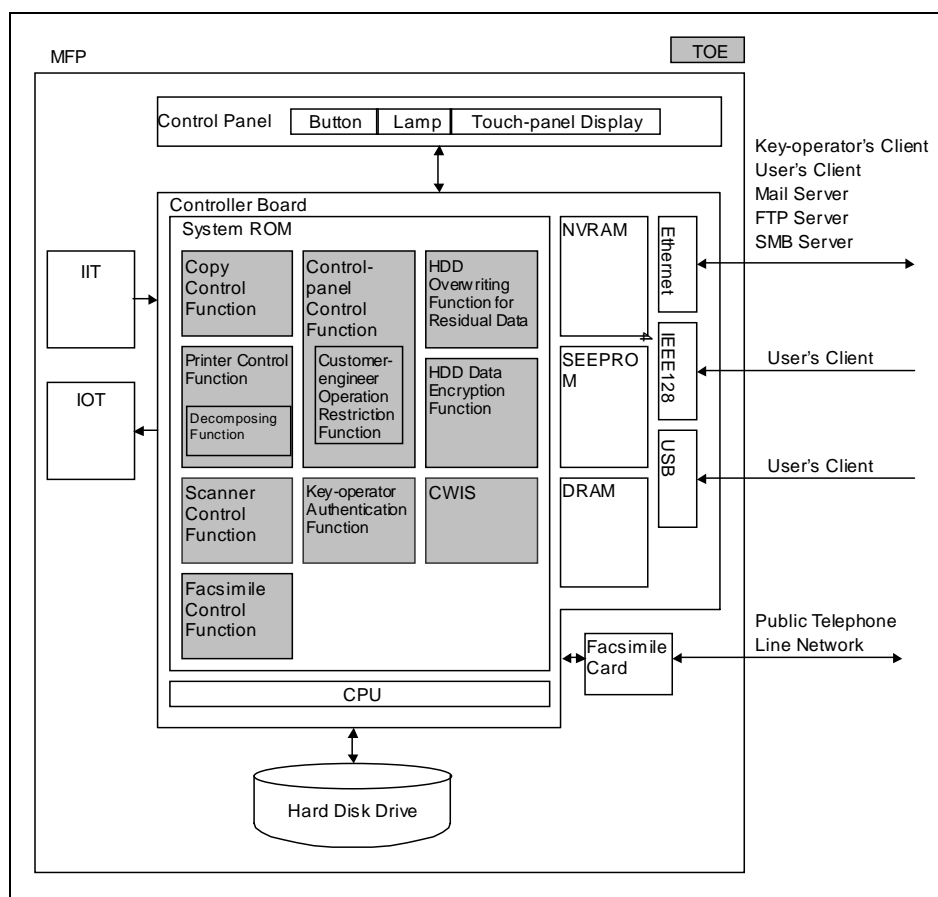 MFP
TOE
Control Panel
Button
Lamp
Touch-panel Display
Key-operator's Client
User's Client
Mail Server
FTP Server
SMB Server
Controller Board
System ROM
Copy
Control
Function
Control-
panel
Control
Function
Customer-
engineer
Operation
Restriction
Function
HDD
Overwriting
Function for
Residual Data
NVRAM
Ethernet
IIT
Printer Control
Function
Decomposing
Function
HDD Data
Encryption
Function
SEEPRO
M
IEEE128
4
User's Client
IOT
USB
User's Client
Scanner
Control
Function
Key-operator
Authentication
Function
CWIS
DRAM
Facsimile
Control
Function
Public Telephone
Line Network
Facsimile
Card
CPU
Hard Disk Drive